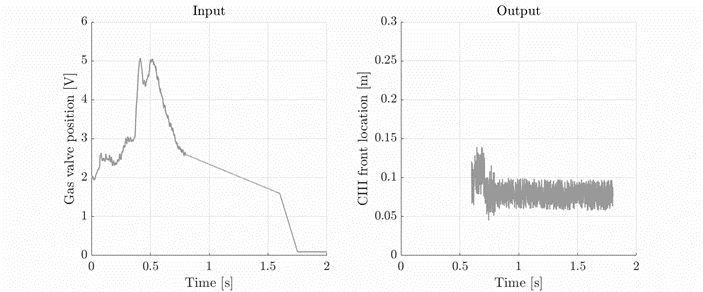 Input
Gas valve position [V]
6
5
4
3
2
1
0
0 0.5 1 1.5 2
Time [s]
Output
CIII front location [m]
0.3
0.25
0.2
0.15
0.1
0.05
0
0 0.5 1 1.5 2
Time [s]